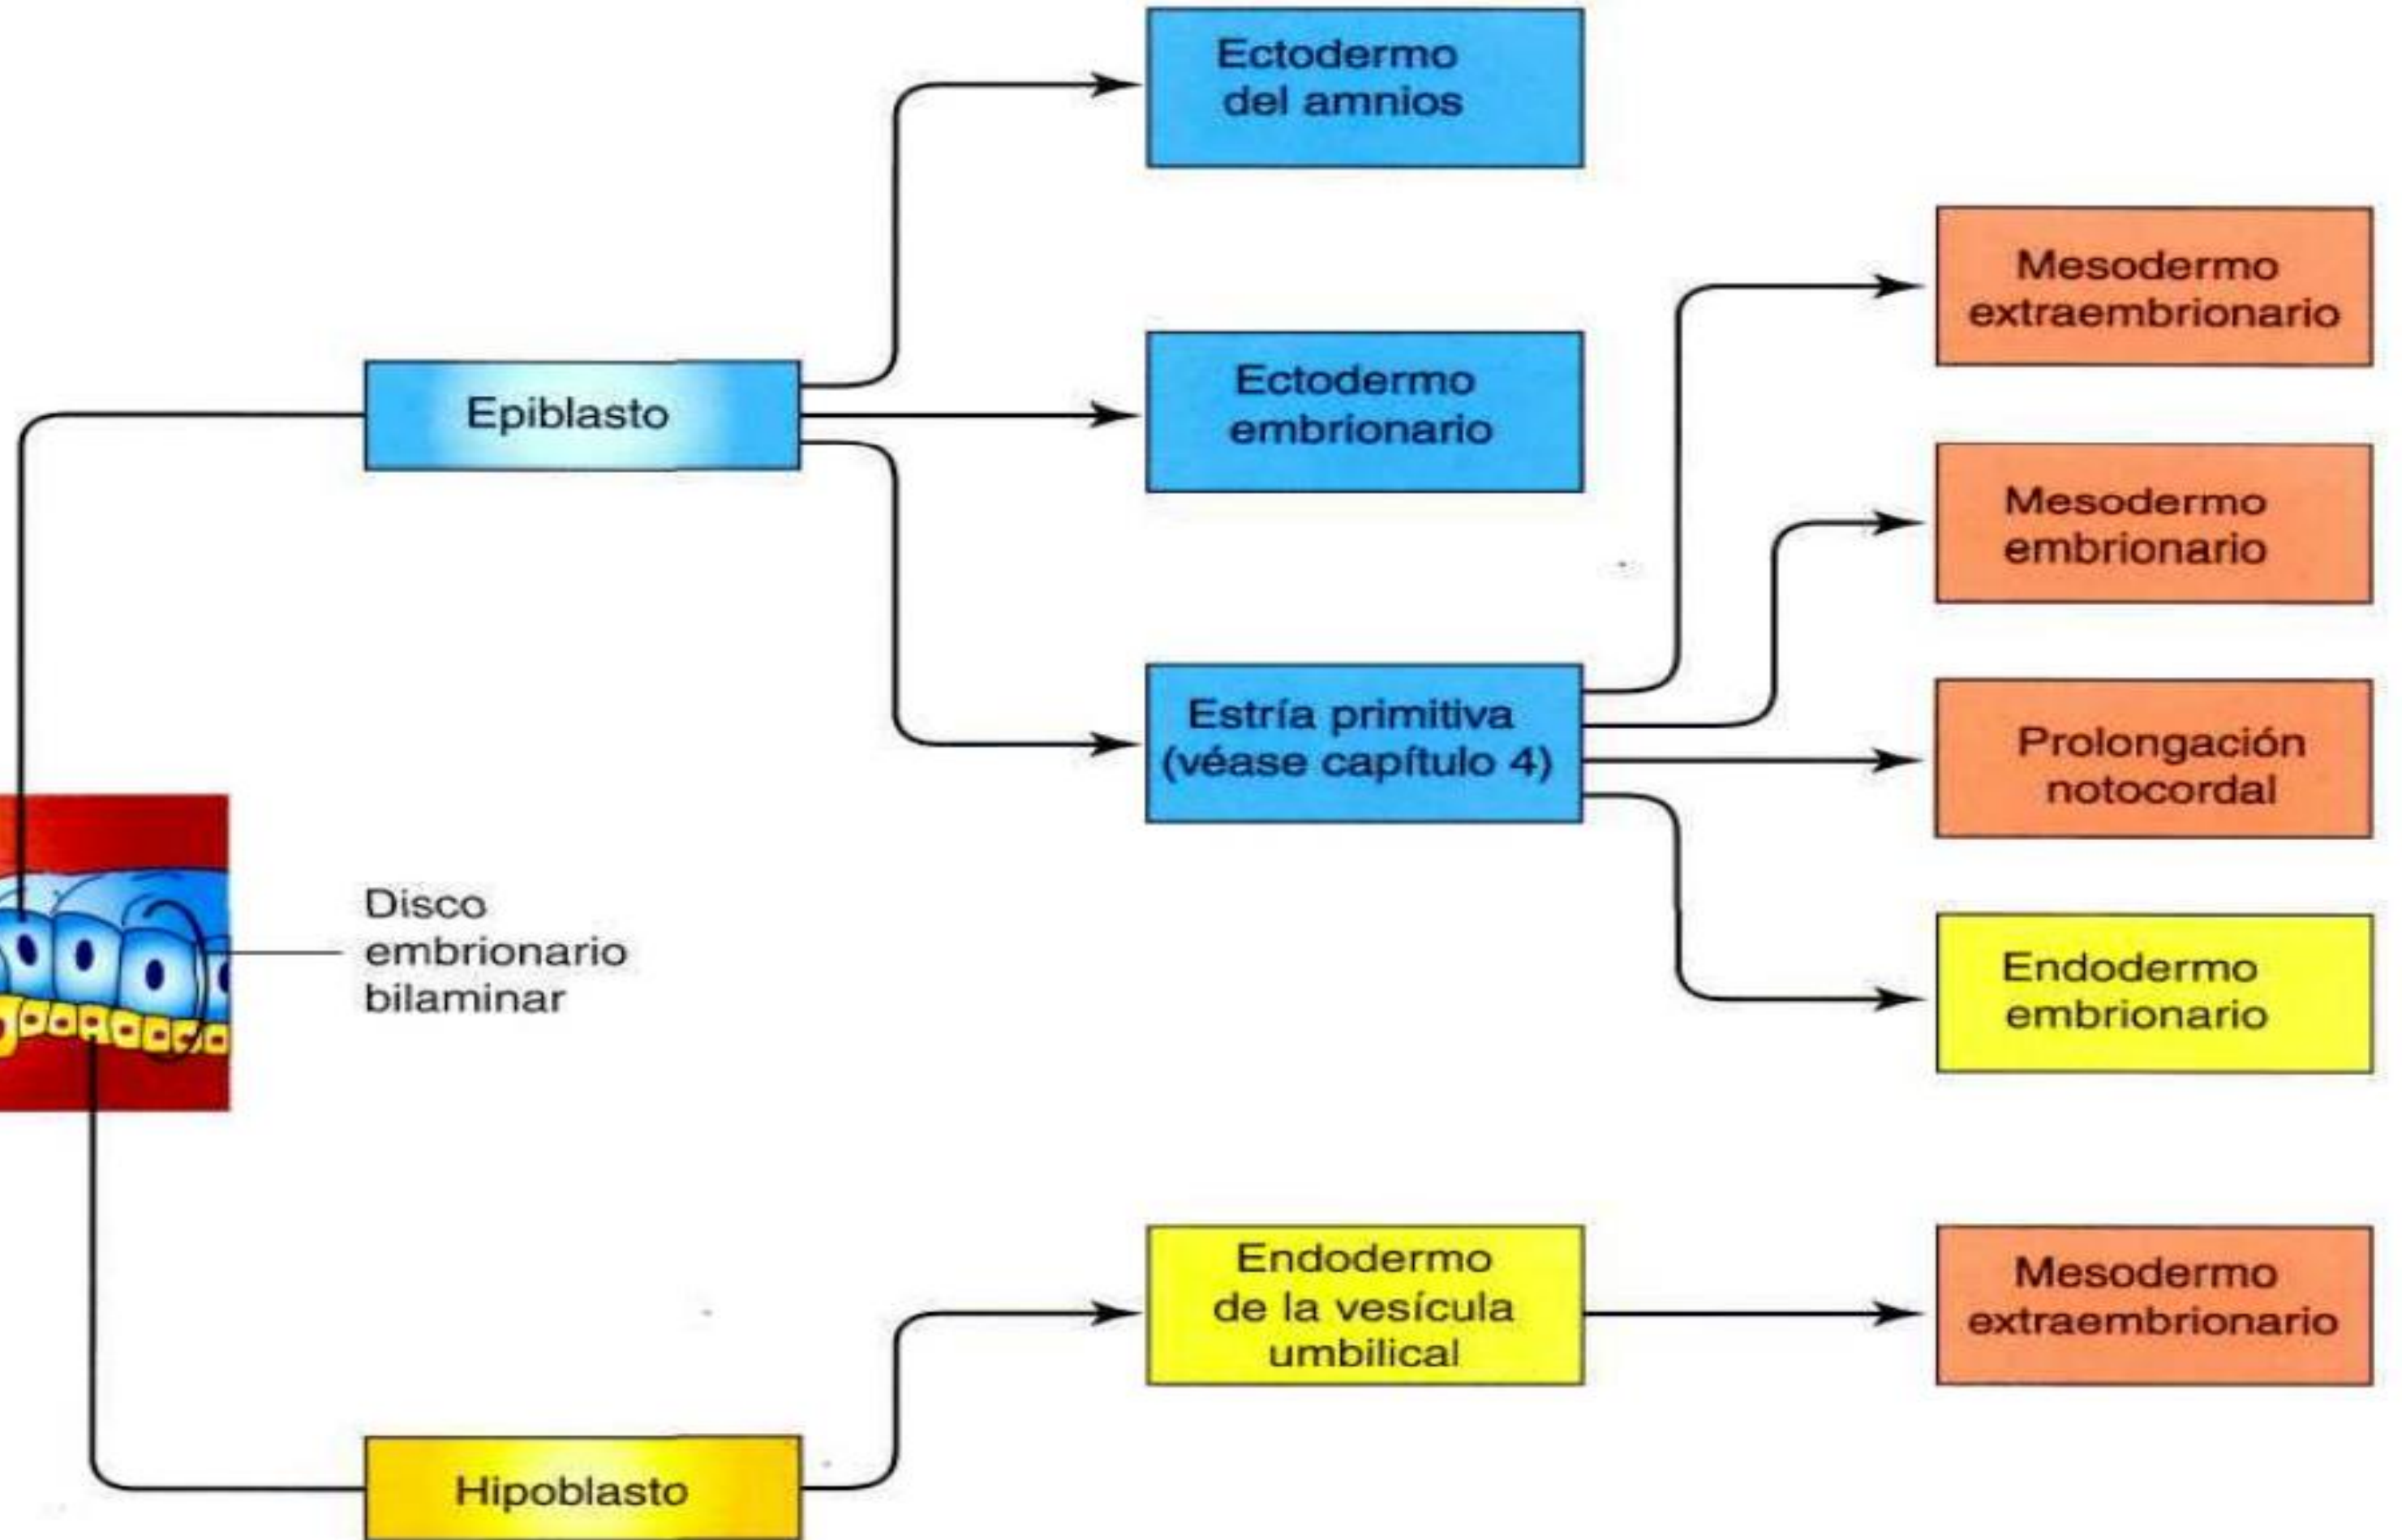 Ectodermo
del amnios
Mesodermo
extraembrionario
Epiblasto
Ectodermo
embrionario
Mesodermo
embrionario
Estría primitiva
(véase capítulo 4)
Prolongación
notocordal
Disco
embrionario
bilaminar
Endodermo
embrionario
Endodermo
de la vesícula
umbilical
Mesodermo
extraembrionario
Hipoblasto